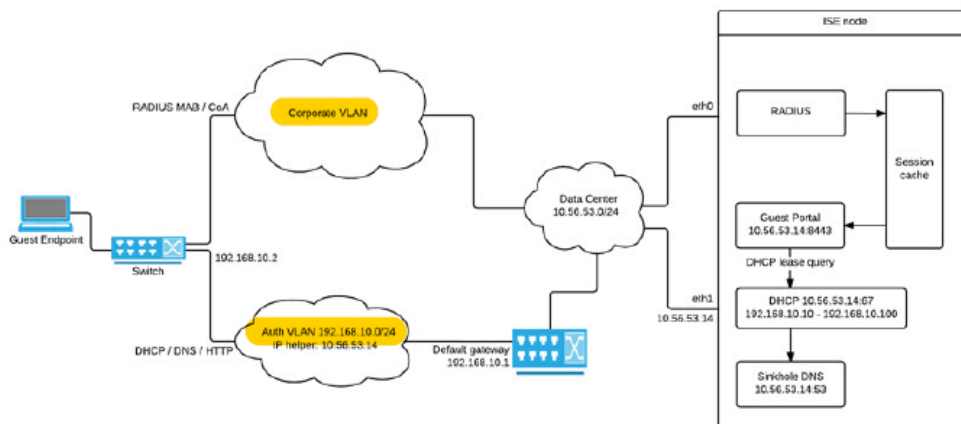 ISE node
RADIUS MAB / CoA
Corporate VLAN
eth0
RADIUS
Session
cache
Data Center
10.56.53.0/24
Guest Portal
10.56.53.14:8443
Guest Endpoint
Switch
192.168.10.2
DHCP lease query
eth1
10.56.53.14
DHCP 10.56.53.14:67
192.168.10.10 - 192.168.10.100
Auth VLAN 192.168.10.0/24
IP helper: 10.56.53.14
DHCP / DNS / HTTP
Default gateway
192.168.10.1
Sinkhole DNS
10.56.53.14:53